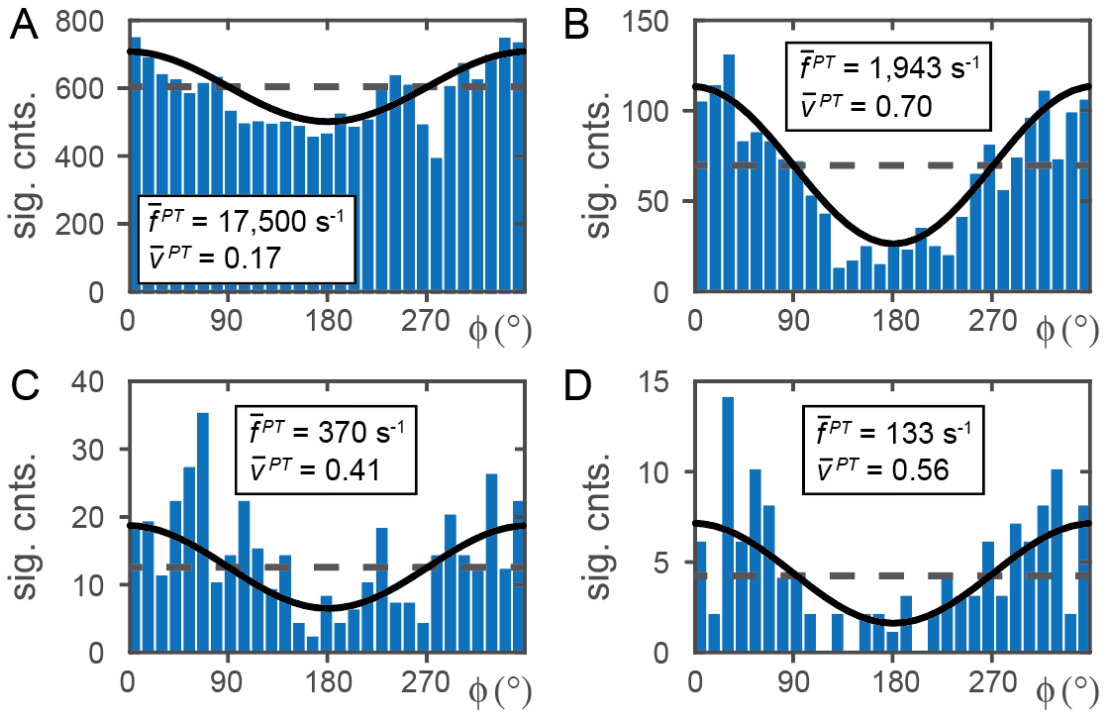 A
B
800
600
400
200
0
sig. cnts.
f̄ᴾᵀ = 17,500 s⁻¹
v̄ᴾᵀ = 0.17
0 90 180 270 ϕ (°)
150
100
50
0
sig. cnts.
f̄ᴾᵀ = 1,943 s⁻¹
v̄ᴾᵀ = 0.70
0 90 180 270 ϕ (°)
C
D
40
30
20
10
0
sig. cnts.
f̄ᴾᵀ = 370 s⁻¹
v̄ᴾᵀ = 0.41
0 90 180 270 ϕ (°)
15
10
5
0
sig. cnts.
f̄ᴾᵀ = 133 s⁻¹
v̄ᴾᵀ = 0.56
0 90 180 270 ϕ (°)